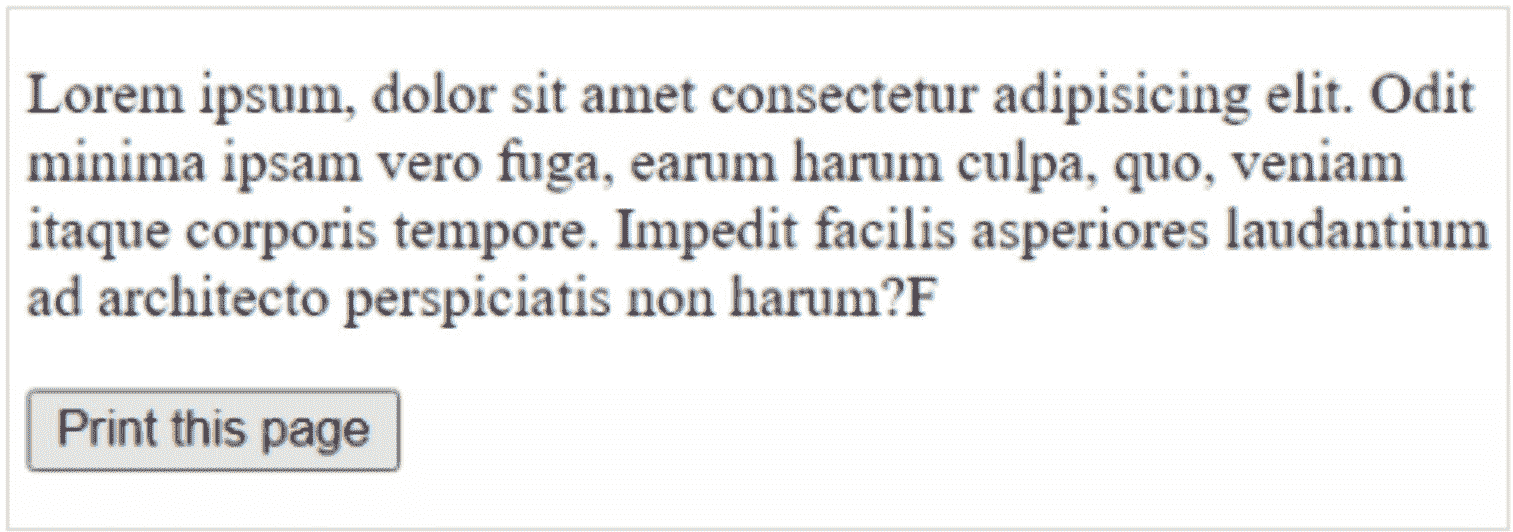 Lorem ipsum, dolor sit amet consectetur adipisicing elit. Odit
minima ipsam vero fuga, earum harum culpa, quo, veniam
itaque corporis tempore. Impedit facilis asperiores laudantium
ad architecto perspiciatis non harum?F
Print this page